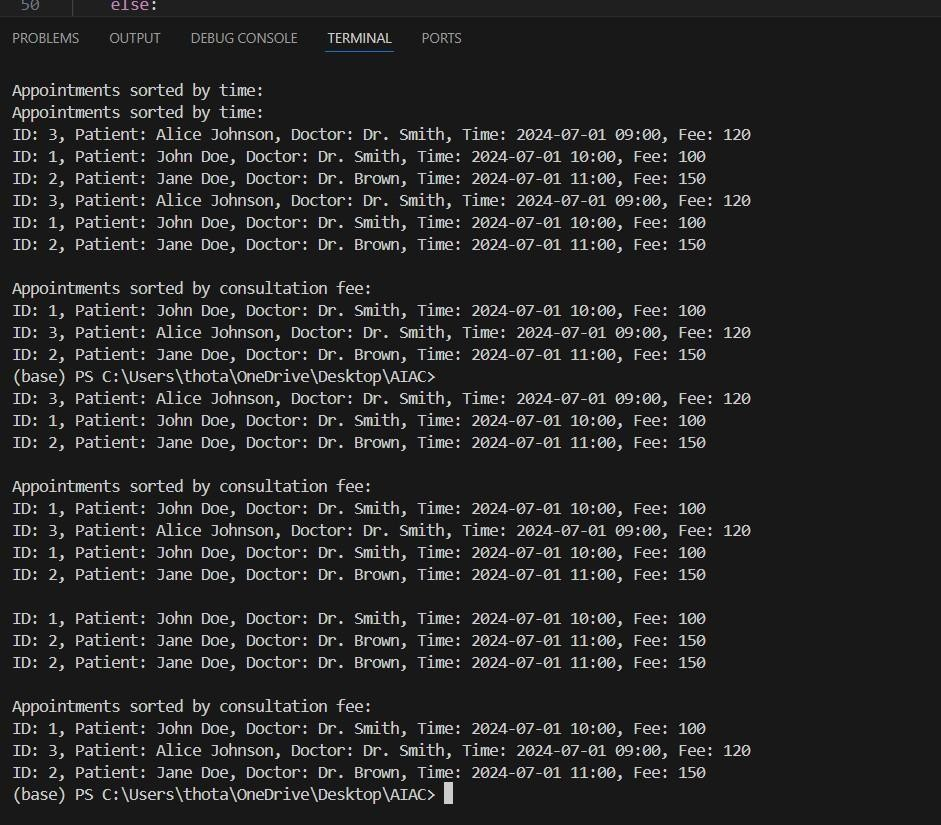 50 else:
PROBLEMS OUTPUT DEBUG CONSOLE TERMINAL PORTS
Appointments sorted by time:
Appointments sorted by time:
ID: 3, Patient: Alice Johnson, Doctor: Dr. Smith, Time: 2024-07-01 09:00, Fee: 120
ID: 1, Patient: John Doe, Doctor: Dr. Smith, Time: 2024-07-01 10:00, Fee: 100
ID: 2, Patient: Jane Doe, Doctor: Dr. Brown, Time: 2024-07-01 11:00, Fee: 150
ID: 3, Patient: Alice Johnson, Doctor: Dr. Smith, Time: 2024-07-01 09:00, Fee: 120
ID: 1, Patient: John Doe, Doctor: Dr. Smith, Time: 2024-07-01 10:00, Fee: 100
ID: 2, Patient: Jane Doe, Doctor: Dr. Brown, Time: 2024-07-01 11:00, Fee: 150
Appointments sorted by consultation fee:
ID: 1, Patient: John Doe, Doctor: Dr. Smith, Time: 2024-07-01 10:00, Fee: 100
ID: 3, Patient: Alice Johnson, Doctor: Dr. Smith, Time: 2024-07-01 09:00, Fee: 120
ID: 2, Patient: Jane Doe, Doctor: Dr. Brown, Time: 2024-07-01 11:00, Fee: 150
(base) PS C:\Users\thota\OneDrive\Desktop\AIAC>
ID: 3, Patient: Alice Johnson, Doctor: Dr. Smith, Time: 2024-07-01 09:00, Fee: 120
ID: 1, Patient: John Doe, Doctor: Dr. Smith, Time: 2024-07-01 10:00, Fee: 100
ID: 2, Patient: Jane Doe, Doctor: Dr. Brown, Time: 2024-07-01 11:00, Fee: 150
Appointments sorted by consultation fee:
ID: 1, Patient: John Doe, Doctor: Dr. Smith, Time: 2024-07-01 10:00, Fee: 100
ID: 3, Patient: Alice Johnson, Doctor: Dr. Smith, Time: 2024-07-01 09:00, Fee: 120
ID: 1, Patient: John Doe, Doctor: Dr. Smith, Time: 2024-07-01 10:00, Fee: 100
ID: 2, Patient: Jane Doe, Doctor: Dr. Brown, Time: 2024-07-01 11:00, Fee: 150
ID: 1, Patient: John Doe, Doctor: Dr. Smith, Time: 2024-07-01 10:00, Fee: 100
ID: 2, Patient: Jane Doe, Doctor: Dr. Brown, Time: 2024-07-01 11:00, Fee: 150
ID: 2, Patient: Jane Doe, Doctor: Dr. Brown, Time: 2024-07-01 11:00, Fee: 150
Appointments sorted by consultation fee:
ID: 1, Patient: John Doe, Doctor: Dr. Smith, Time: 2024-07-01 10:00, Fee: 100
ID: 3, Patient: Alice Johnson, Doctor: Dr. Smith, Time: 2024-07-01 09:00, Fee: 120
ID: 2, Patient: Jane Doe, Doctor: Dr. Brown, Time: 2024-07-01 11:00, Fee: 150
(base) PS C:\Users\thota\OneDrive\Desktop\AIAC>